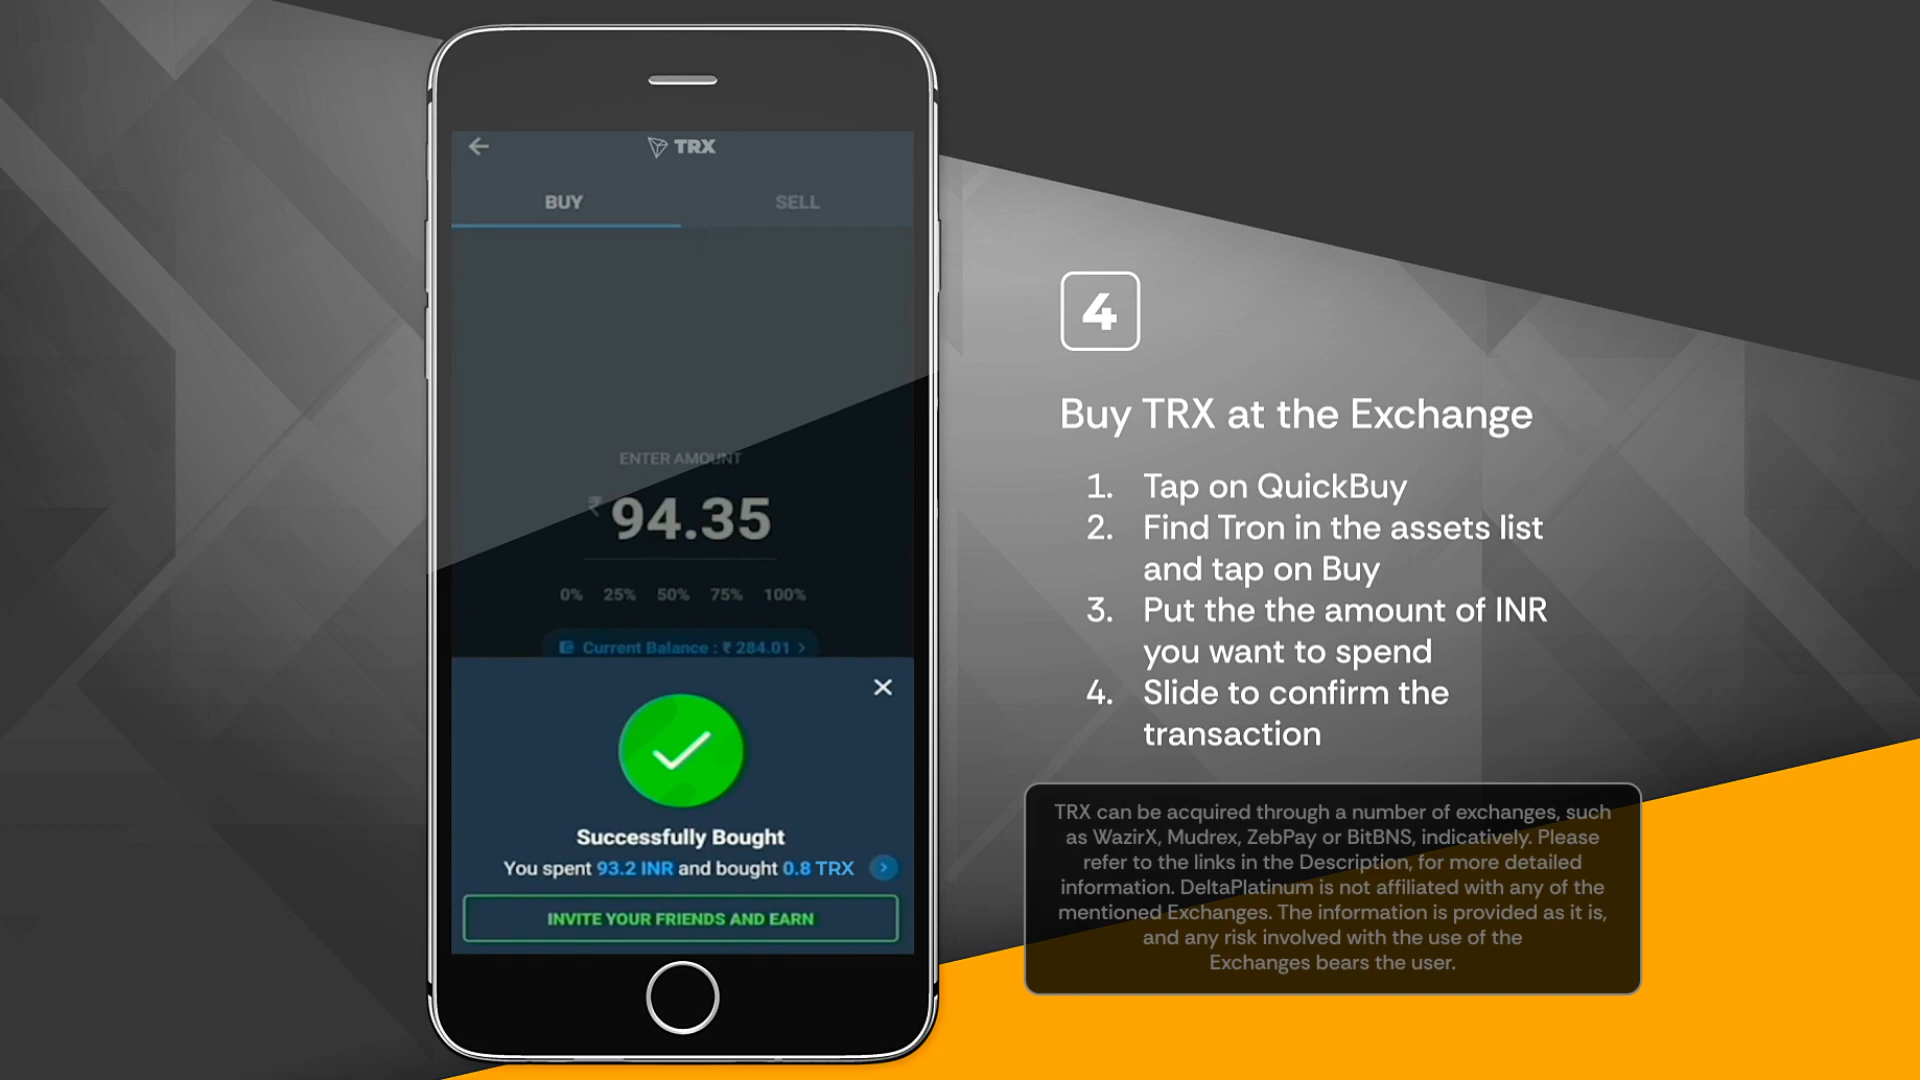 TRX
BUY SELL
ENTER AMOUNT
₹ 94.35
0% 25% 50% 75% 100%
Current Balance : ₹ 284.01 >
Successfully Bought
You spent 93.2 INR and bought 0.8 TRX >
INVITE YOUR FRIENDS AND EARN
4
Buy TRX at the Exchange
1. Tap on QuickBuy
2. Find Tron in the assets list
and tap on Buy
3. Put the the amount of INR
you want to spend
4. Slide to confirm the
transaction
TRX can be acquired through a number of exchanges, such
as WazirX, Mudrex, ZebPay or BitBNS, indicatively. Please
refer to the links in the Description, for more detailed
information. DeltaPlatinum is not affiliated with any of the
mentioned Exchanges. The information is provided as it is,
and any risk involved with the use of the
Exchanges bears the user.